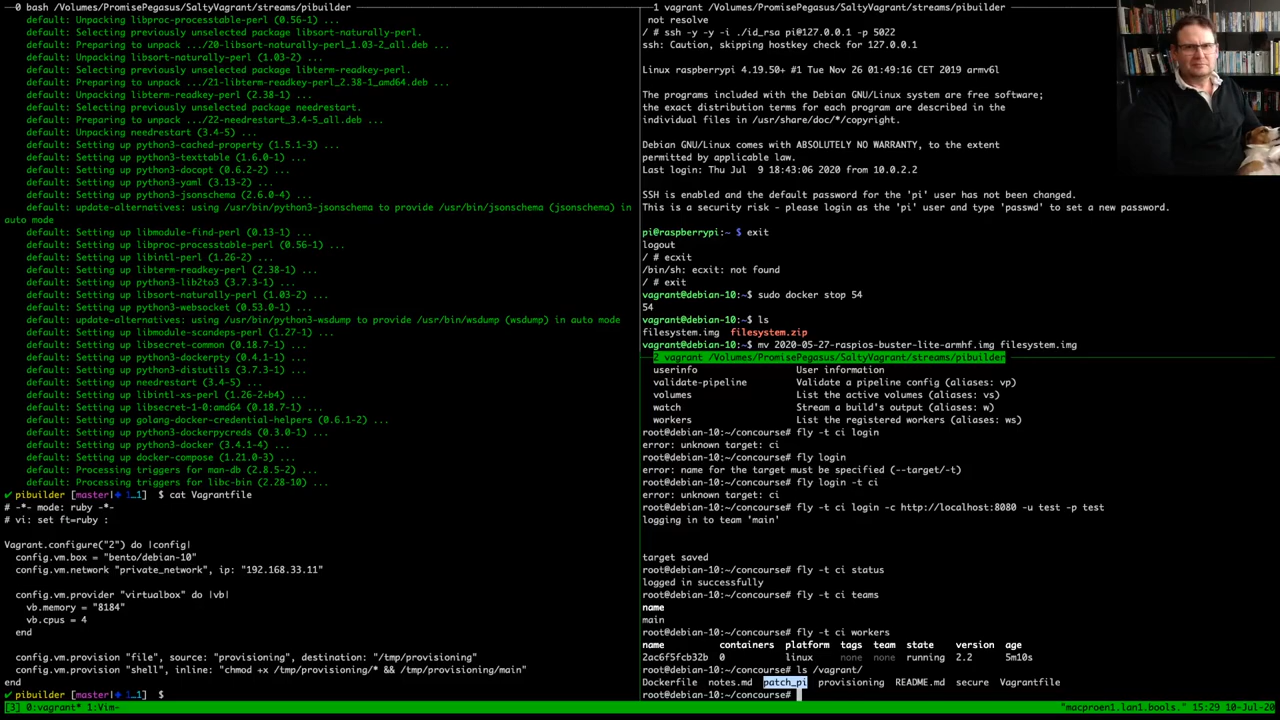 0 bash /Volumes/PromisePegasus/SaltyVagrant/streams/pibuilder
default: Unpacking libproc-processtable-perl (0.56-1) ...
default: Selecting previously unselected package libsort-naturally-perl.
default: Preparing to unpack .../20-libsort-naturally-perl_1.03-2_all.deb ...
default: Unpacking libsort-naturally-perl (1.03-2) ...
default: Selecting previously unselected package libterm-readkey-perl.
default: Preparing to unpack .../21-libterm-readkey-perl_2.38-1_amd64.deb ...
default: Unpacking libterm-readkey-perl (2.38-1) ...
default: Selecting previously unselected package needrestart.
default: Preparing to unpack .../22-needrestart_3.4-5_all.deb ...
default: Unpacking needrestart (3.4-5) ...
default: Setting up python3-cached-property (1.5.1-3) ...
default: Setting up python3-texttable (1.6.0-1) ...
default: Setting up python3-docopt (0.6.2-2) ...
default: Setting up python3-yaml (3.13-2) ...
default: Setting up python3-jsonschema (2.6.0-4) ...
default: update-alternatives: using /usr/bin/python3-jsonschema to provide /usr/bin/jsonschema (jsonschema) in
auto mode
default: Setting up libmodule-find-perl (0.13-1) ...
default: Setting up libproc-processtable-perl (0.56-1) ...
default: Setting up libintl-perl (1.26-2) ...
default: Setting up libterm-readkey-perl (2.38-1) ...
default: Setting up python3-lib2to3 (3.7.3-1) ...
default: Setting up libsort-naturally-perl (1.03-2) ...
default: Setting up python3-websocket (0.53.0-1) ...
default: update-alternatives: using /usr/bin/python3-wsdump to provide /usr/bin/wsdump (wsdump) in auto mode
default: Setting up libmodule-scandeps-perl (1.27-1) ...
default: Setting up libsecret-common (0.18.7-1) ...
default: Setting up python3-dockerpty (0.4.1-4) ...
default: Setting up python3-distutils (3.7.3-1) ...
default: Setting up needrestart (3.4-5) ...
default: Setting up libintl-xs-perl (1.26-2+b4) ...
default: Setting up libsecret-1-0:amd64 (0.18.7-1) ...
default: Setting up golang-docker-credential-helpers (0.6.1-2) ...
default: Setting up python3-dockerpycreds (0.3.0-1) ...
default: Setting up python3-docker (3.4.1-4) ...
default: Setting up docker-compose (1.21.0-3) ...
default: Processing triggers for man-db (2.8.5-2) ...
default: Processing triggers for libc-bin (2.28-10) ...
✔ pibuilder [master|✚ 1…1] $ cat Vagrantfile
# -*- mode: ruby -*-
# vi: set ft=ruby :
Vagrant.configure("2") do |config|
config.vm.box = "bento/debian-10"
config.vm.network "private_network", ip: "192.168.33.11"
config.vm.provider "virtualbox" do |vb|
vb.memory = "8184"
vb.cpus = 4
end
config.vm.provision "file", source: "provisioning", destination: "/tmp/provisioning"
config.vm.provision "shell", inline: "chmod +x /tmp/provisioning/* && /tmp/provisioning/main"
end
✔ pibuilder [master|✚ 1…1] $
1 vagrant /Volumes/PromisePegasus/SaltyVagrant/streams/pibuilder
not resolve
/ # ssh -y -y -i ./id_rsa pi@127.0.0.1 -p 5022
ssh: Caution, skipping hostkey check for 127.0.0.1
Linux raspberrypi 4.19.50+ #1 Tue Nov 26 01:49:16 CET 2019 armv6l
The programs included with the Debian GNU/Linux system are free software;
the exact distribution terms for each program are described in the
individual files in /usr/share/doc/*/copyright.
Debian GNU/Linux comes with ABSOLUTELY NO WARRANTY, to the extent
permitted by applicable law.
Last login: Thu Jul  9 18:43:06 2020 from 10.0.2.2
SSH is enabled and the default password for the 'pi' user has not been changed.
This is a security risk - please login as the 'pi' user and type 'passwd' to set a new password.
pi@raspberrypi:~ $ exit
logout
/ # ecxit
/bin/sh: ecxit: not found
/ # exit
vagrant@debian-10:~$ sudo docker stop 54
54
vagrant@debian-10:~$ ls
filesystem.img  filesystem.zip
vagrant@debian-10:~$ mv 2020-05-27-raspios-buster-lite-armhf.img filesystem.img
2 vagrant /Volumes/PromisePegasus/SaltyVagrant/streams/pibuilder
userinfo User information
validate-pipeline Validate a pipeline config (aliases: vp)
volumes List the active volumes (aliases: vs)
watch Stream a build's output (aliases: w)
workers List the registered workers (aliases: ws)
root@debian-10:~/concourse# fly -t ci login
error: unknown target: ci
root@debian-10:~/concourse# fly login
error: name for the target must be specified (--target/-t)
root@debian-10:~/concourse# fly login -t ci
error: unknown target: ci
root@debian-10:~/concourse# fly -t ci login -c http://localhost:8080 -u test -p test
logging in to team 'main'
target saved
root@debian-10:~/concourse# fly -t ci status
logged in successfully
root@debian-10:~/concourse# fly -t ci teams
name
main
root@debian-10:~/concourse# fly -t ci workers
name containers platform tags team state version age
2ac6f5fcb32b 0 linux none none running 2.2 5m10s
root@debian-10:~/concourse# ls /vagrant/
Dockerfile notes.md patch_pi provisioning README.md secure Vagrantfile
root@debian-10:~/concourse#
[3] 0:vagrant* 1:Vim- "macproen1.lan1.bools." 15:29 10-Jul-20